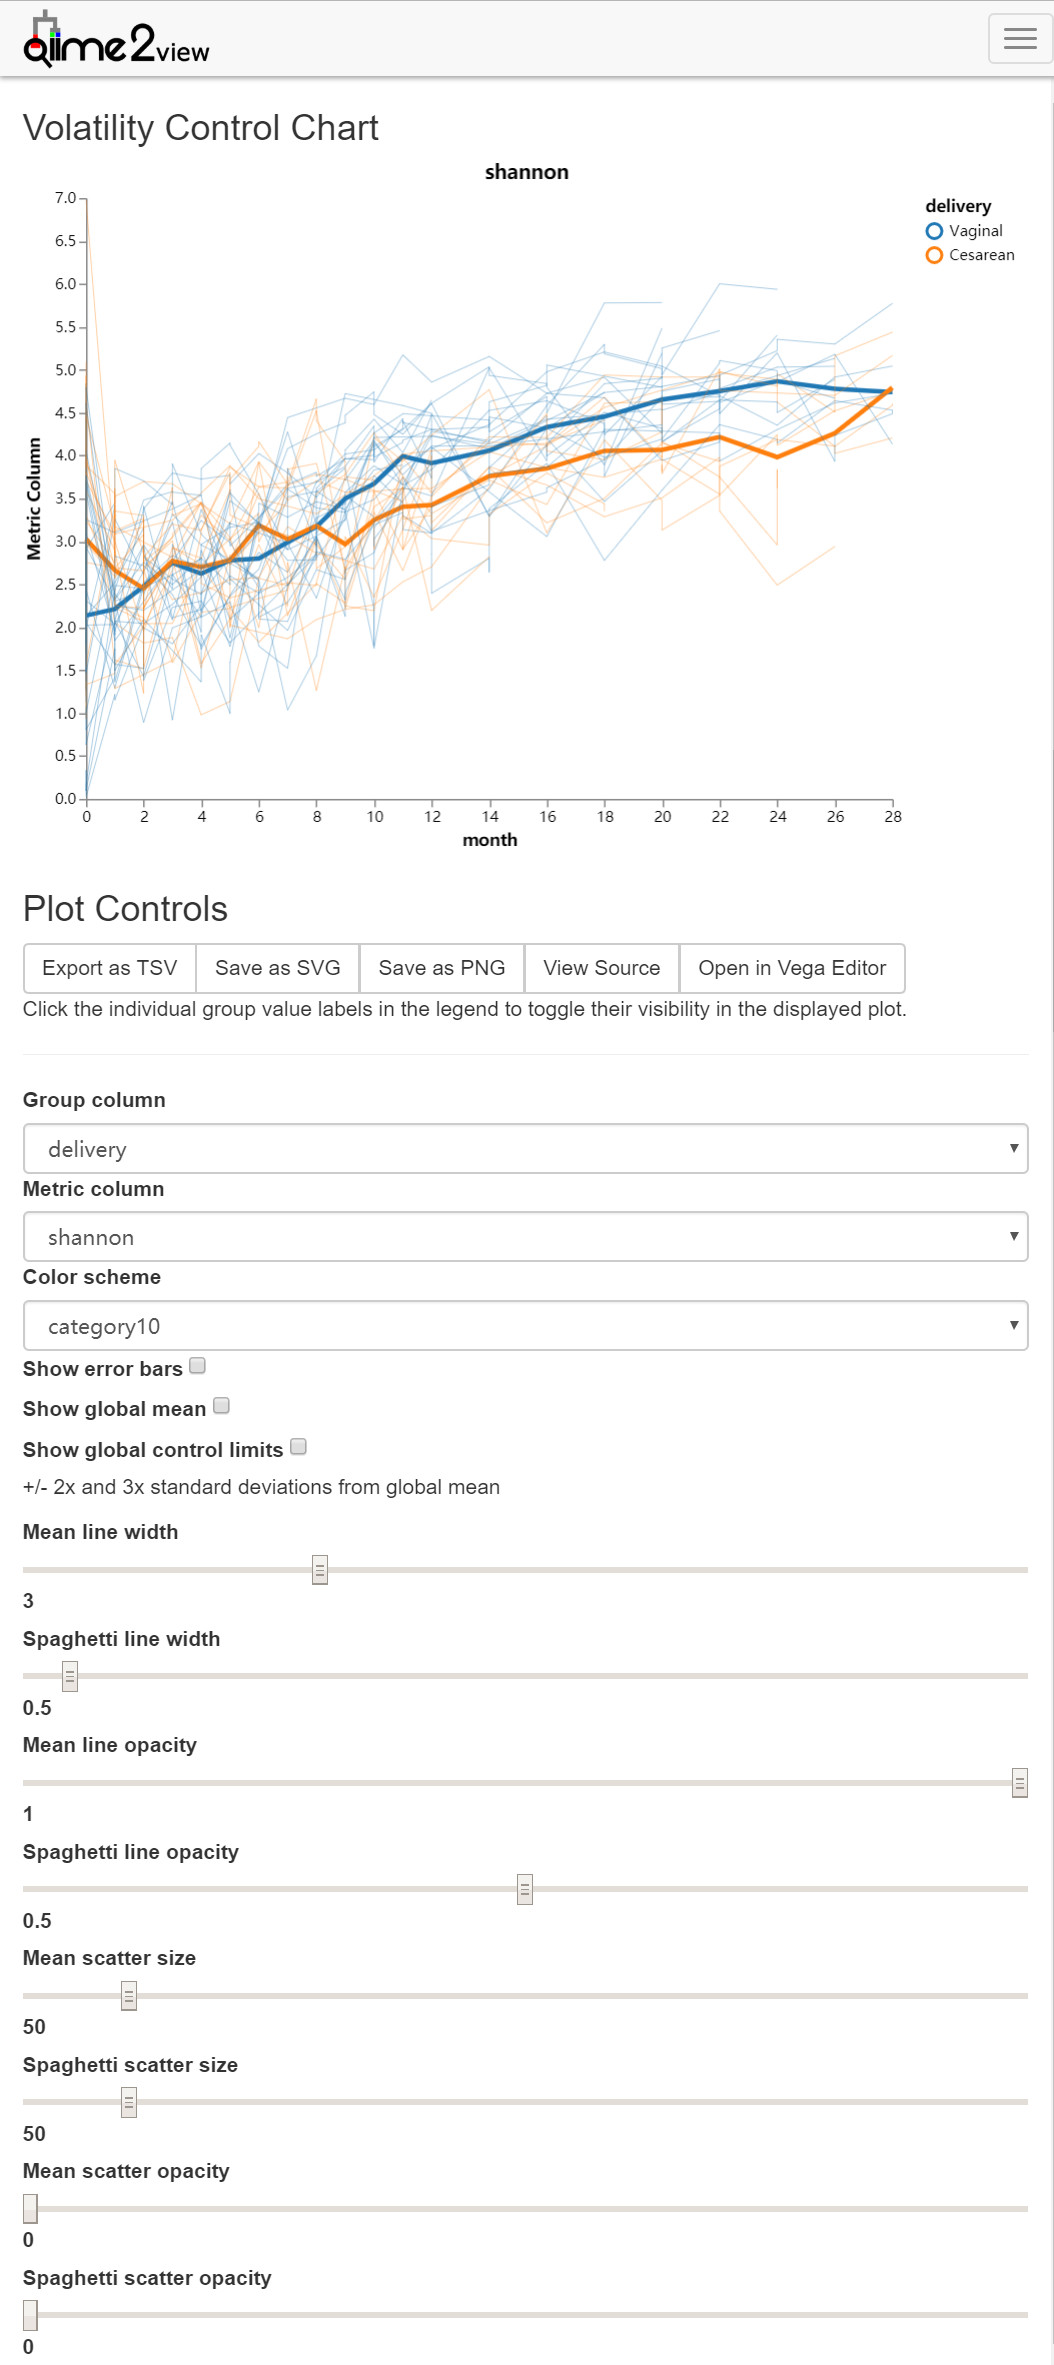 qiime2view
Volatility Control Chart
shannon
7.0
6.5
6.0
5.5
5.0
4.5
4.0
3.5
3.0
2.5
2.0
1.5
1.0
0.5
0.0
Metric Column
0 2 4 6 8 10 12 14 16 18 20 22 24 26 28
month
delivery
Vaginal
Cesarean
Plot Controls
Export as TSV Save as SVG Save as PNG View Source Open in Vega Editor
Click the individual group value labels in the legend to toggle their visibility in the displayed plot.
Group column
delivery
Metric column
shannon
Color scheme
category10
Show error bars
Show global mean
Show global control limits
+/- 2x and 3x standard deviations from global mean
Mean line width
3
Spaghetti line width
0.5
Mean line opacity
1
Spaghetti line opacity
0.5
Mean scatter size
50
Spaghetti scatter size
50
Mean scatter opacity
0
Spaghetti scatter opacity
0